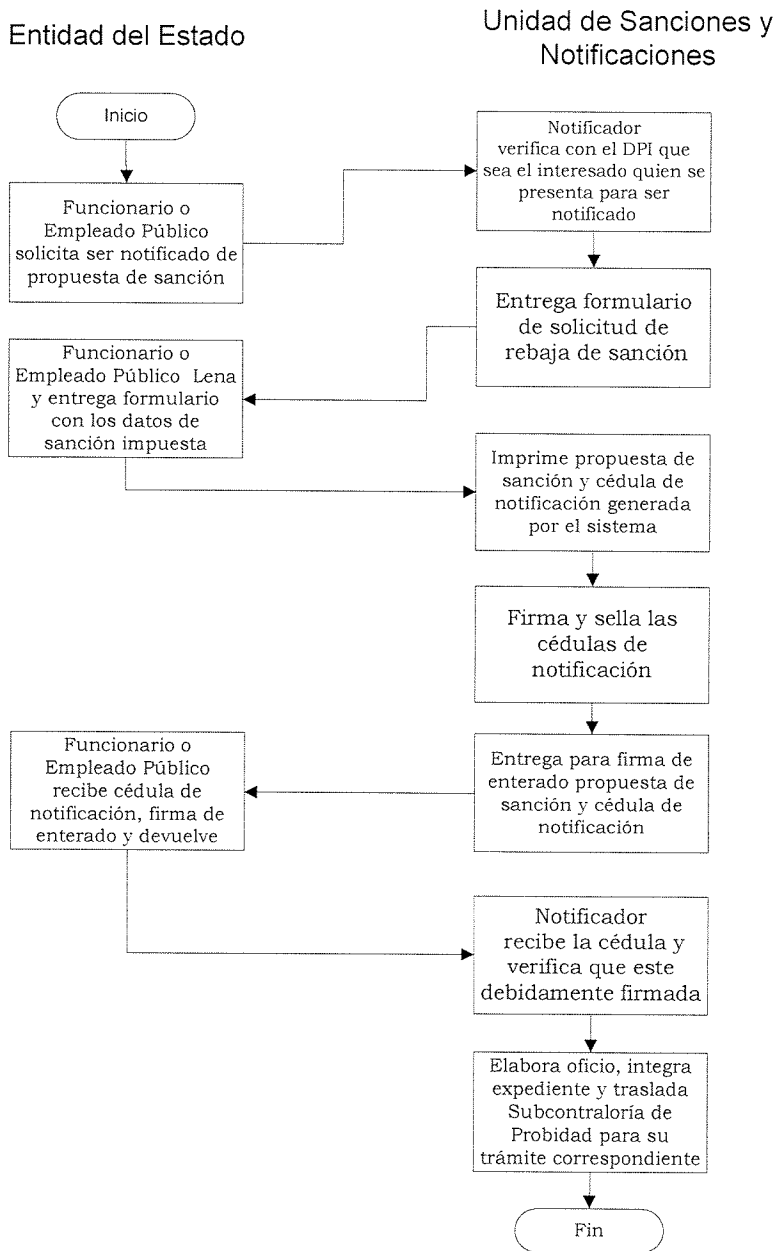 Entidad del Estado
Unidad de Sanciones y
Notificaciones
Inicio
Funcionario o
Empleado Público
solicita ser notificado de
propuesta de sanción
Notificador
verifica con el DPI que
sea el interesado quien se
presenta para ser
notificado
Entrega formulario
de solicitud de
rebaja de sanción
Funcionario o
Empleado Público Lena
y entrega formulario
con los datos de
sanción impuesta
Imprime propuesta de
sanción y cédula de
notificación generada
por el sistema
Firma y sella las
cédulas de
notificación
Entrega para firma de
enterado propuesta de
sanción y cédula de
notificación
Funcionario o
Empleado Público
recibe cédula de
notificación, firma de
enterado y devuelve
Notificador
recibe la cédula y
verifica que este
debidamente firmada
Elabora oficio, integra
expediente y traslada
Subcontraloría de
Probidad para su
trámite correspondiente
Fin